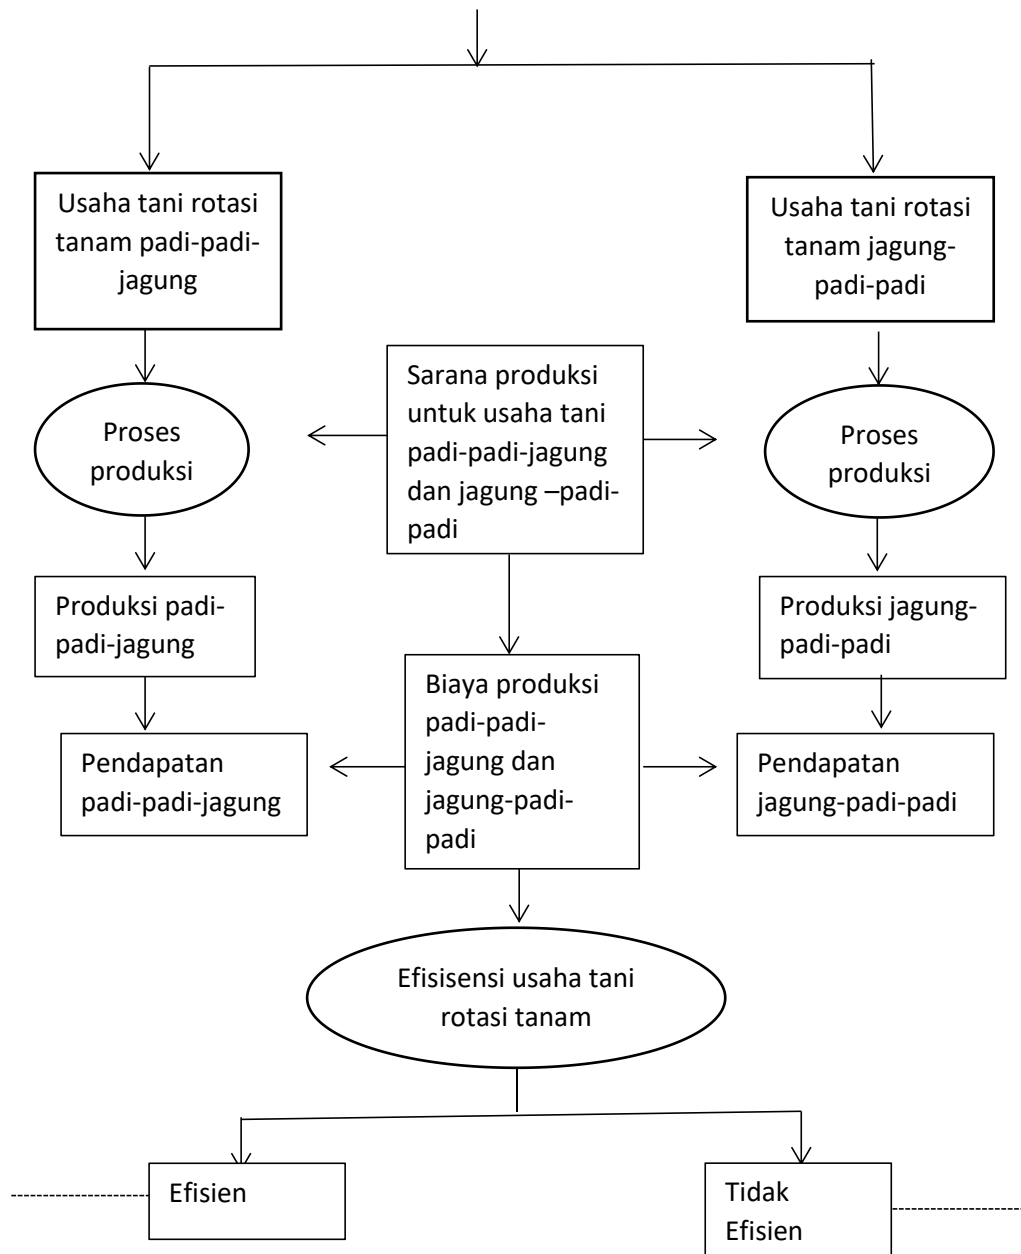 Usaha tani rotasi
tanam padi-padi-
jagung
Usaha tani rotasi
tanam jagung-
padi-padi
Proses
produksi
Sarana produksi
untuk usaha tani
padi-padi-jagung
dan jagung –padi-
padi
Proses
produksi
Produksi padi-
padi-jagung
Produksi jagung-
padi-padi
Biaya produksi
padi-padi-
jagung dan
jagung-padi-
padi
Pendapatan
padi-padi-jagung
Pendapatan
jagung-padi-padi
Efisisensi usaha tani
rotasi tanam
Efisien
Tidak
Efisien